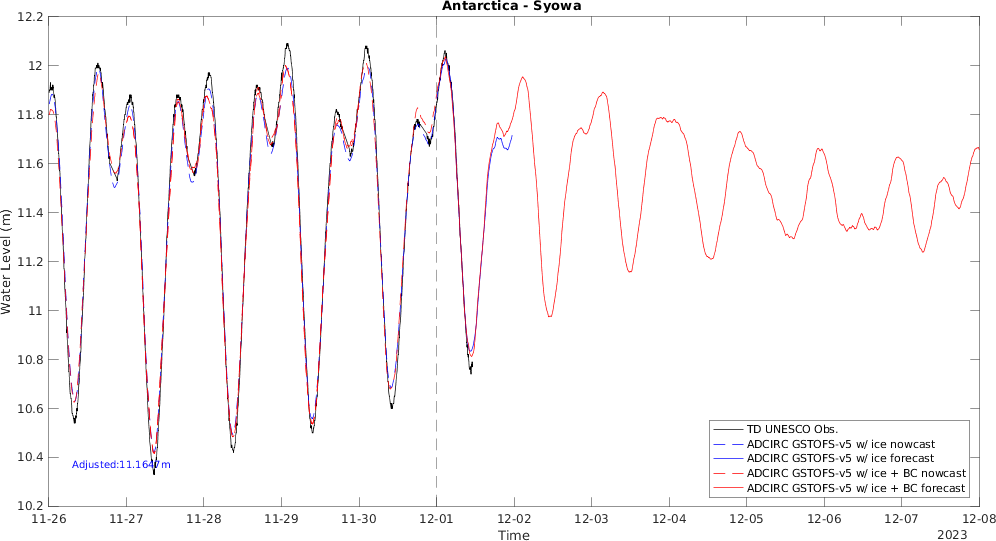 Antarctica - Syowa
12.2
12
11.8
11.6
11.4
11.2
11
10.8
10.6
10.4
10.2
Water Level (m)
Adjusted:11.1647m
TD UNESCO Obs.
ADCIRC GSTOFS-v5 w/ ice nowcast
ADCIRC GSTOFS-v5 w/ ice forecast
ADCIRC GSTOFS-v5 w/ ice + BC nowcast
ADCIRC GSTOFS-v5 w/ ice + BC forecast
11-26 11-27 11-28 11-29 11-30 12-01 12-02 12-03 12-04 12-05 12-06 12-07 12-08
Time
2023